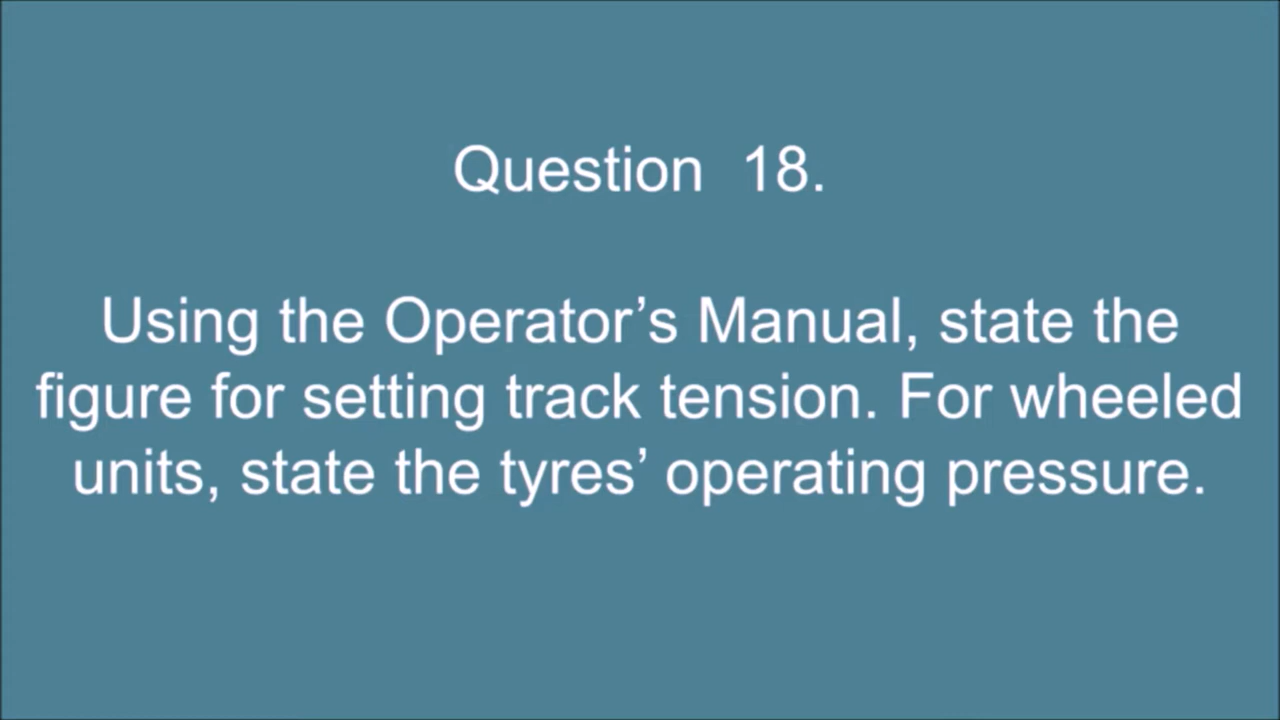 Question  18.
Using the Operator’s Manual, state the
figure for setting track tension. For wheeled
units, state the tyres’ operating pressure.